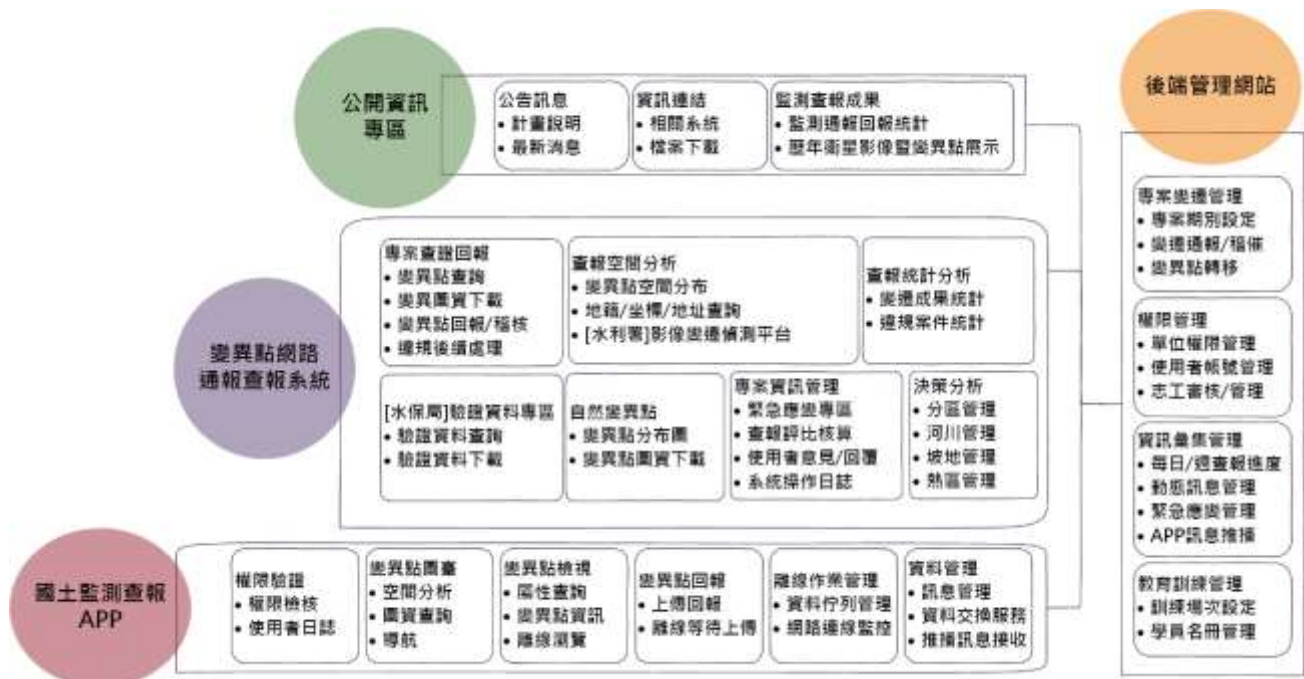 公開資訊
專區
公告訊息
• 計畫說明
• 最新消息
資訊連結
• 相關系統
• 檔案下載
監測查報成果
• 監測通報回報統計
• 歷年衛星影像暨變異點展示
變異點網路
通報查報系統
專案查證回報
• 變異點查詢
• 變異圖資下載
• 變異點回報/稽核
• 違規後續處理
查報空間分析
• 變異點空間分布
• 地籍/坐標/地址查詢
• [水利署]影像變遷偵測平台
查報統計分析
• 變遷成果統計
• 違規案件統計
[水保局]驗證資料專區
• 驗證資料查詢
• 驗證資料下載
自然變異點
• 變異點分布圖
• 變異點圖資下載
專案資訊管理
• 緊急應變專區
• 查報評比核算
• 使用者意見/回覆
• 系統操作日誌
決策分析
• 分區管理
• 河川管理
• 坡地管理
• 熱區管理
國土監測查報
APP
權限驗證
• 權限檢核
• 使用者日誌
變異點圖臺
• 空間分析
• 圖資查詢
• 導航
變異點檢視
• 屬性查詢
• 變異點資訊
• 離線瀏覽
變異點回報
• 上傳回報
• 離線等待上傳
離線作業管理
• 資料佇列管理
• 網路連線監控
資料管理
• 訊息管理
• 資料交換服務
• 推播訊息接收
後端管理網站
專案變遷管理
• 專案期別設定
• 變遷通報/稽催
• 變異點轉移
權限管理
• 單位權限管理
• 使用者帳號管理
• 志工審核/管理
資訊彙集管理
• 每日/週查報進度
• 動態訊息管理
• 緊急應變管理
• APP訊息推播
教育訓練管理
• 訓練場次設定
• 學員名冊管理